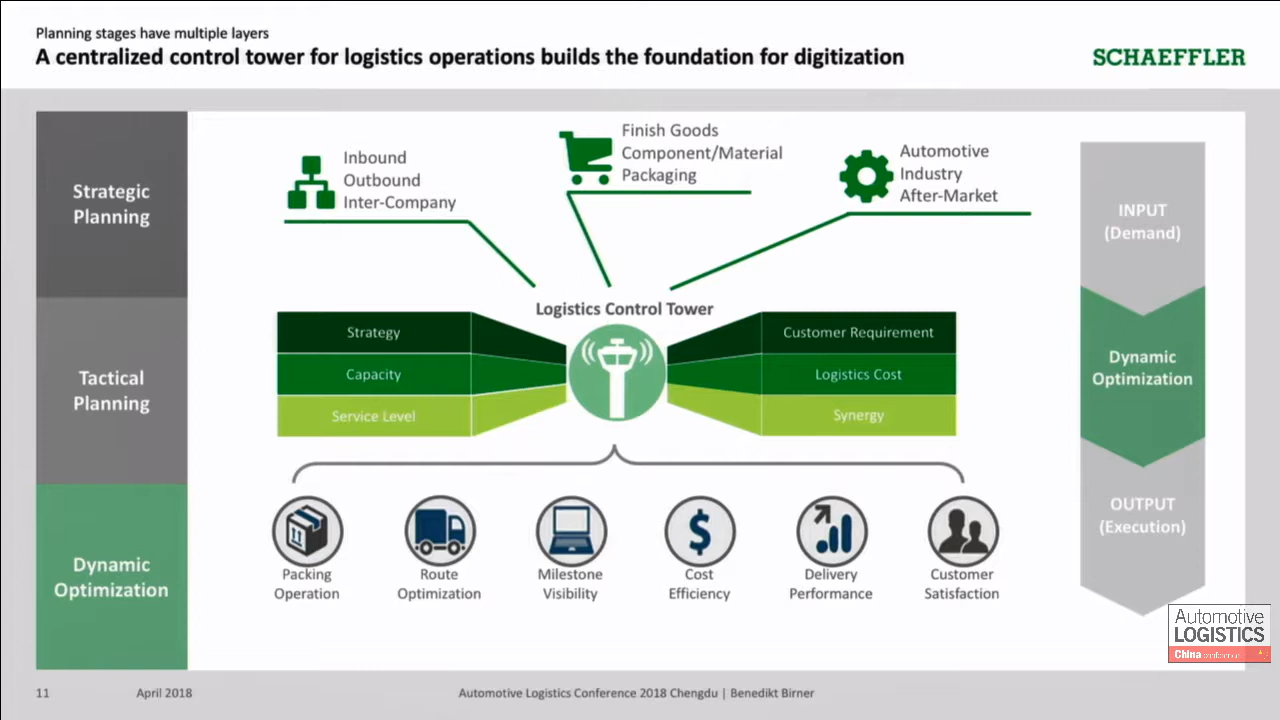 Planning stages have multiple layers
A centralized control tower for logistics operations builds the foundation for digitization
SCHAEFFLER
Strategic
Planning
Tactical
Planning
Dynamic
Optimization
Inbound
Outbound
Inter-Company
Finish Goods
Component/Material
Packaging
Automotive
Industry
After-Market
Logistics Control Tower
Strategy
Capacity
Service Level
Customer Requirement
Logistics Cost
Synergy
Packing
Operation
Route
Optimization
Milestone
Visibility
$
Cost
Efficiency
Delivery
Performance
Customer
Satisfaction
INPUT
(Demand)
Dynamic
Optimization
OUTPUT
(Execution)
Automotive
LOGISTICS
China conference
11
April 2018
Automotive Logistics Conference 2018 Chengdu | Benedikt Birner